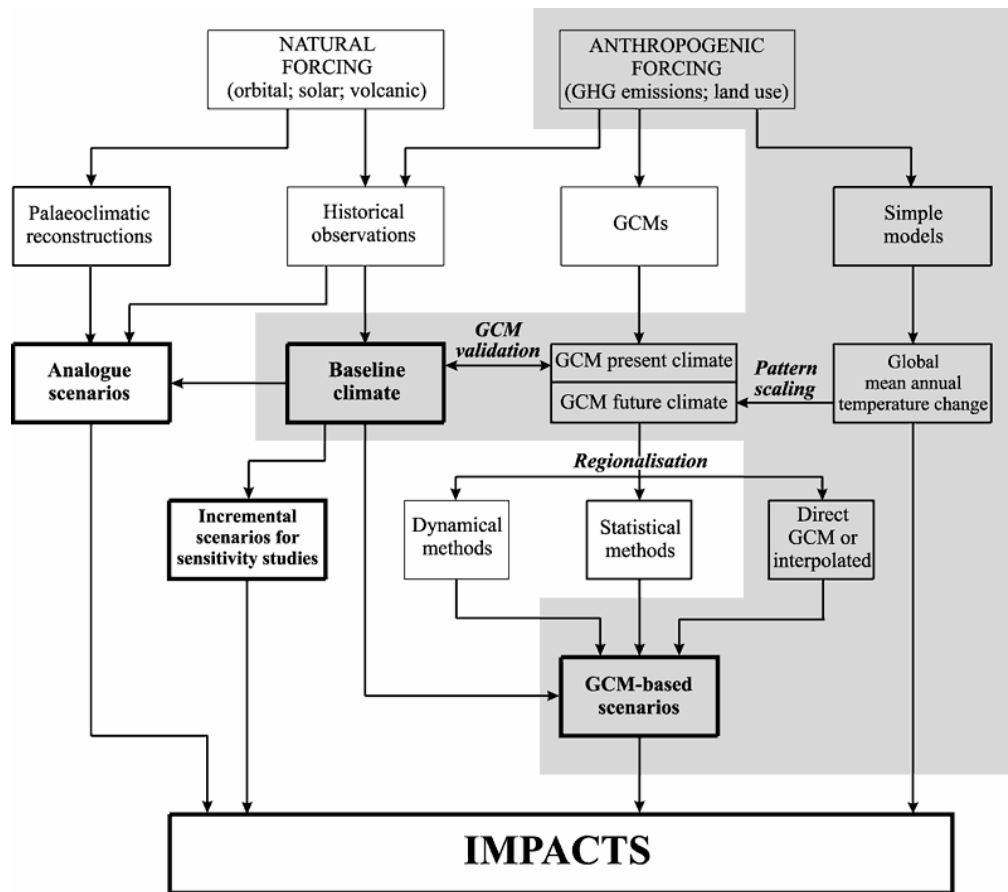 NATURAL
FORCING
(orbital; solar; volcanic)
ANTHROPOGENIC
FORCING
(GHG emissions; land use)
Palaeoclimatic
reconstructions
Historical
observations
GCMs
Simple
models
Analogue
scenarios
Baseline
climate
GCM
validation
GCM present climate
GCM future climate
Pattern
scaling
Global
mean annual
temperature change
Regionalisation
Incremental
scenarios for
sensitivity studies
Dynamical
methods
Statistical
methods
Direct
GCM or
interpolated
GCM-based
scenarios
IMPACTS